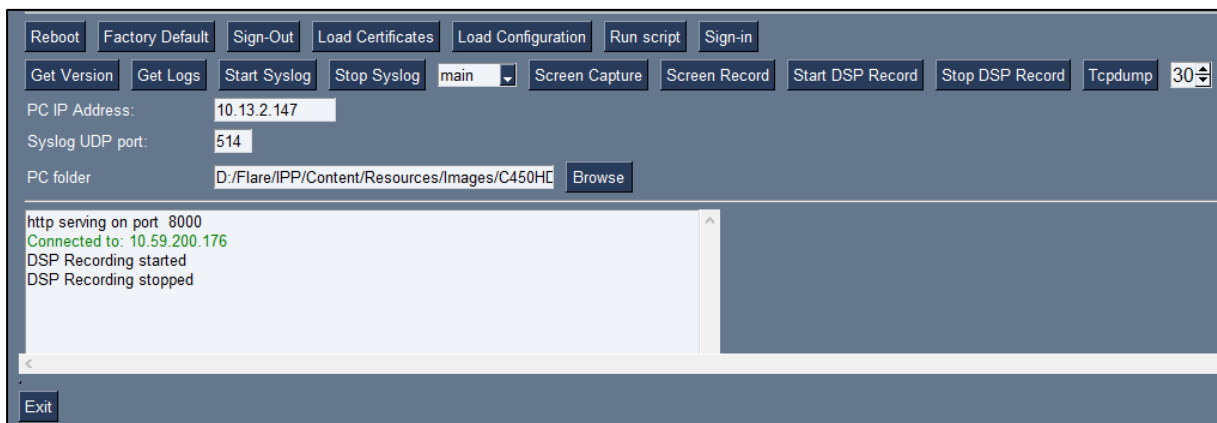 Reboot Factory Default Sign-Out Load Certificates Load Configuration Run script Sign-in
Get Version Get Logs Start Syslog Stop Syslog main Screen Capture Screen Record Start DSP Record Stop DSP Record Tcpdump 30
PC IP Address: 10.13.2.147
Syslog UDP port: 514
PC folder D:/Flare/IPP/Content/Resources/Images/C450HD Browse
http serving on port 8000
Connected to: 10.59.200.176
DSP Recording started
DSP Recording stopped
Exit